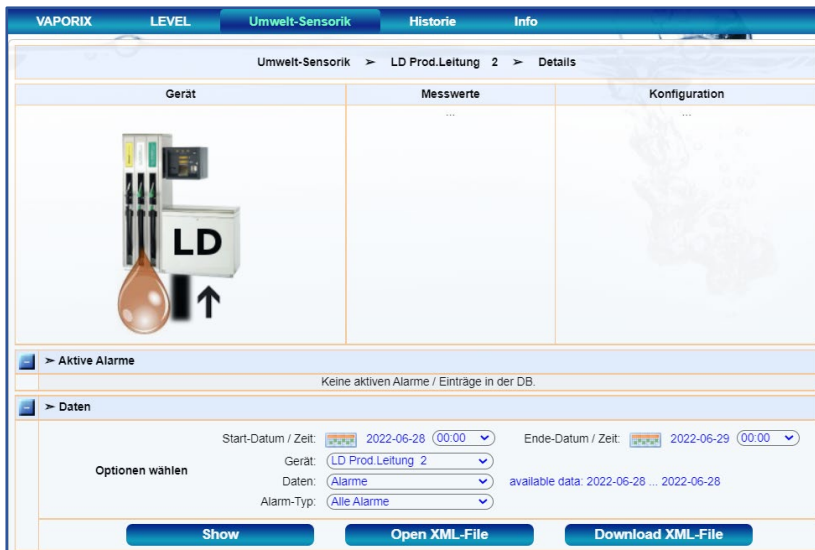 VAPORIX LEVEL Umwelt-Sensorik Historie Info
Umwelt-Sensorik ➢ LD Prod.Leitung 2 ➢ Details
Gerät Messwerte Konfiguration
... ...
LD
- ➢ Aktive Alarme
Keine aktiven Alarme / Einträge in der DB.
- ➢ Daten
Start-Datum / Zeit: 2022-06-28 00:00 Ende-Datum / Zeit: 2022-06-29 00:00
Optionen wählen
Gerät: LD Prod.Leitung 2
Daten: Alarme available data: 2022-06-28 ... 2022-06-28
Alarm-Typ: Alle Alarme
Show Open XML-File Download XML-File